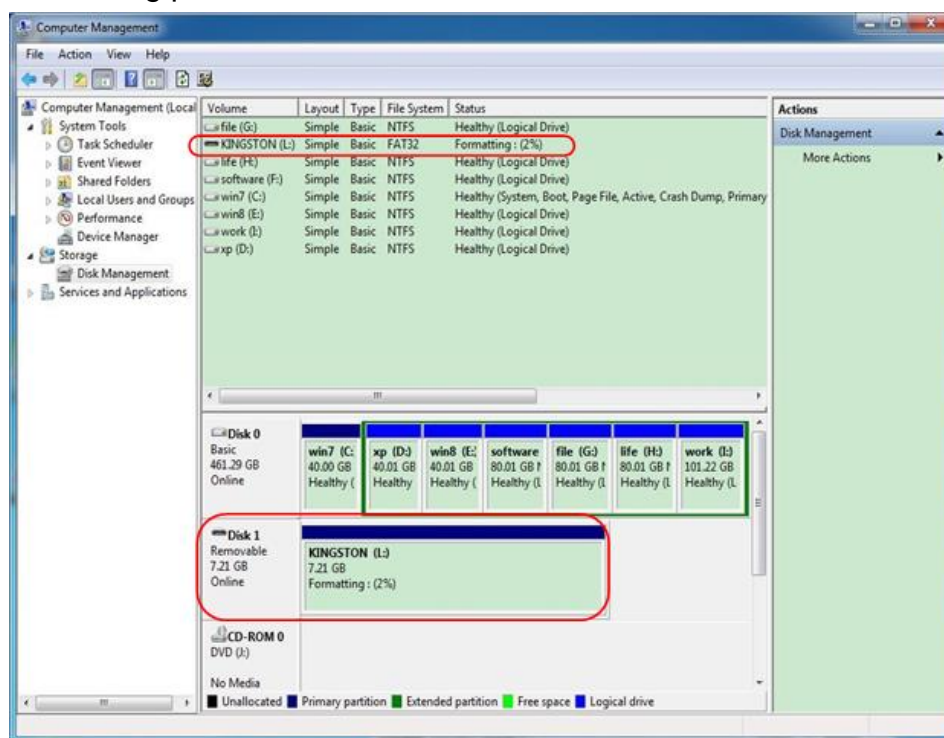 Computer Management
File Action View Help
Computer Management (Local
System Tools
Task Scheduler
Event Viewer
Shared Folders
Local Users and Groups
Performance
Device Manager
Storage
Disk Management
Services and Applications
Volume Layout Type File System Status
file (G:) Simple Basic NTFS Healthy (Logical Drive)
KINGSTON (L:) Simple Basic FAT32 Formatting : (2%)
life (H:) Simple Basic NTFS Healthy (Logical Drive)
software (F:) Simple Basic NTFS Healthy (Logical Drive)
win7 (C:) Simple Basic NTFS Healthy (System, Boot, Page File, Active, Crash Dump, Primary
win8 (E:) Simple Basic NTFS Healthy (Logical Drive)
work (I:) Simple Basic NTFS Healthy (Logical Drive)
xp (D:) Simple Basic NTFS Healthy (Logical Drive)
Actions
Disk Management
More Actions
Disk 0
Basic
461.29 GB
Online
win7 (C:
40.00 GB
Healthy (
xp (D:)
40.01 GB
Healthy
win8 (E:
40.01 GB
Healthy (
software
80.01 GB
Healthy (L
file (G:)
80.01 GB
Healthy (L
life (H:)
80.01 GB
Healthy (L
work (I:)
101.22 GB
Healthy (L
Disk 1
Removable
7.21 GB
Online
KINGSTON (L:)
7.21 GB
Formatting : (2%)
CD-ROM 0
DVD (J:)
No Media
Unallocated Primary partition Extended partition Free space Logical drive